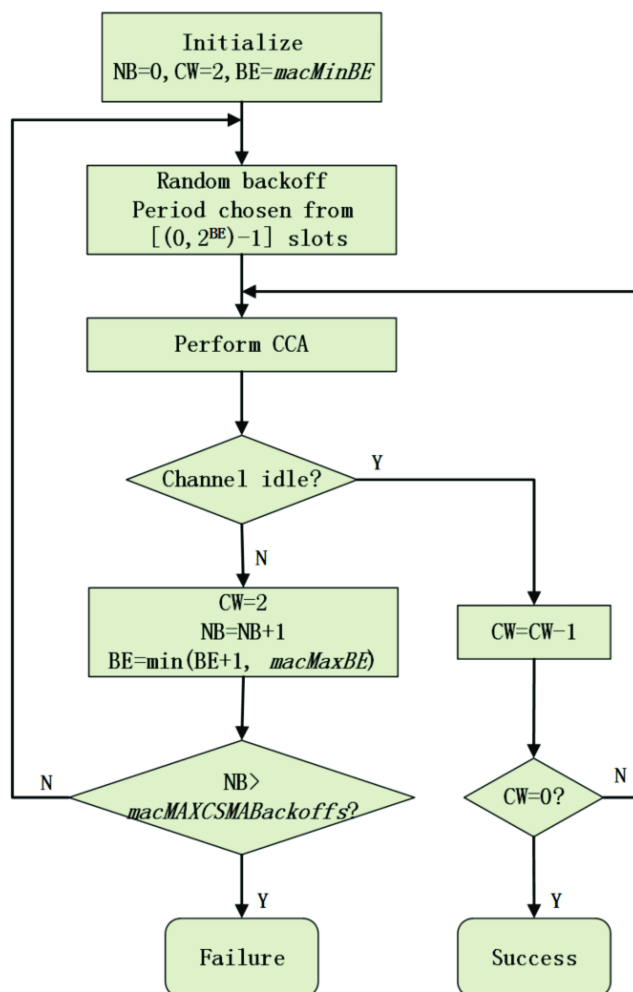 Initialize
NB=0,CW=2,BE=macMinBE
Random backoff
Period chosen from
[(0,2^BE)-1] slots
Perform CCA
Channel idle?
Y
N
CW=2
NB=NB+1
BE=min(BE+1, macMaxBE)
CW=CW-1
N
NB>
macMAXCSMABackoffs?
CW=0?
N
Y
Y
Failure
Success